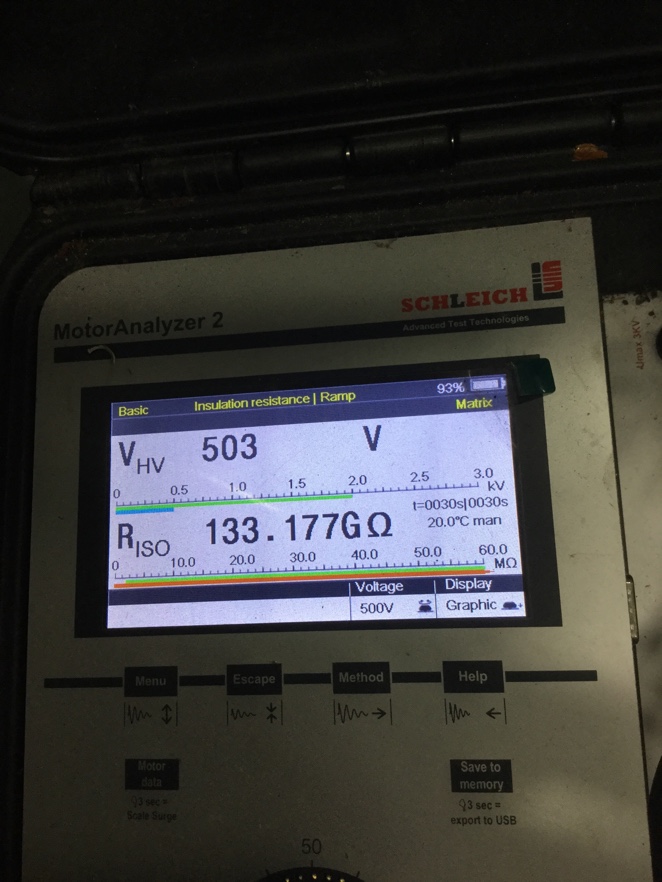 SCHLEICH
MotorAnalyzer 2
Advanced Test Technologies
Umax 3KV
93%
Basic
Insulation resistance | Ramp
Matrix
VHV 503 V
0 0.5 1.0 1.5 2.0 2.5 3.0
kV
t=0030s|0030s
20.0°C man
RISO 133.177GΩ
0 10.0 20.0 30.0 40.0 50.0 60.0
MΩ
Voltage Display
500V Graphic
Menu Escape Method Help
Motor
data
3 sec =
Scale Surge
Save to
memory
3 sec =
export to USB
50